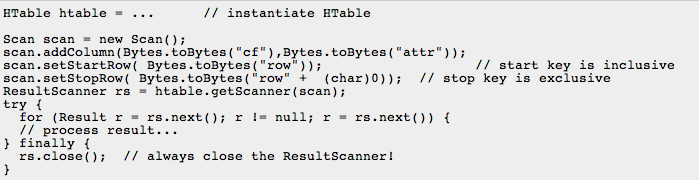 HTable htable = ...      // instantiate HTable

Scan scan = new Scan();
scan.addColumn(Bytes.toBytes("cf"),Bytes.toBytes("attr"));
scan.setStartRow( Bytes.toBytes("row"));                   // start key is inclusive
scan.setStopRow( Bytes.toBytes("row" +  (char)0));  // stop key is exclusive
ResultScanner rs = htable.getScanner(scan);
try {
  for (Result r = rs.next(); r != null; r = rs.next()) {
  // process result...
} finally {
  rs.close();  // always close the ResultScanner!
}